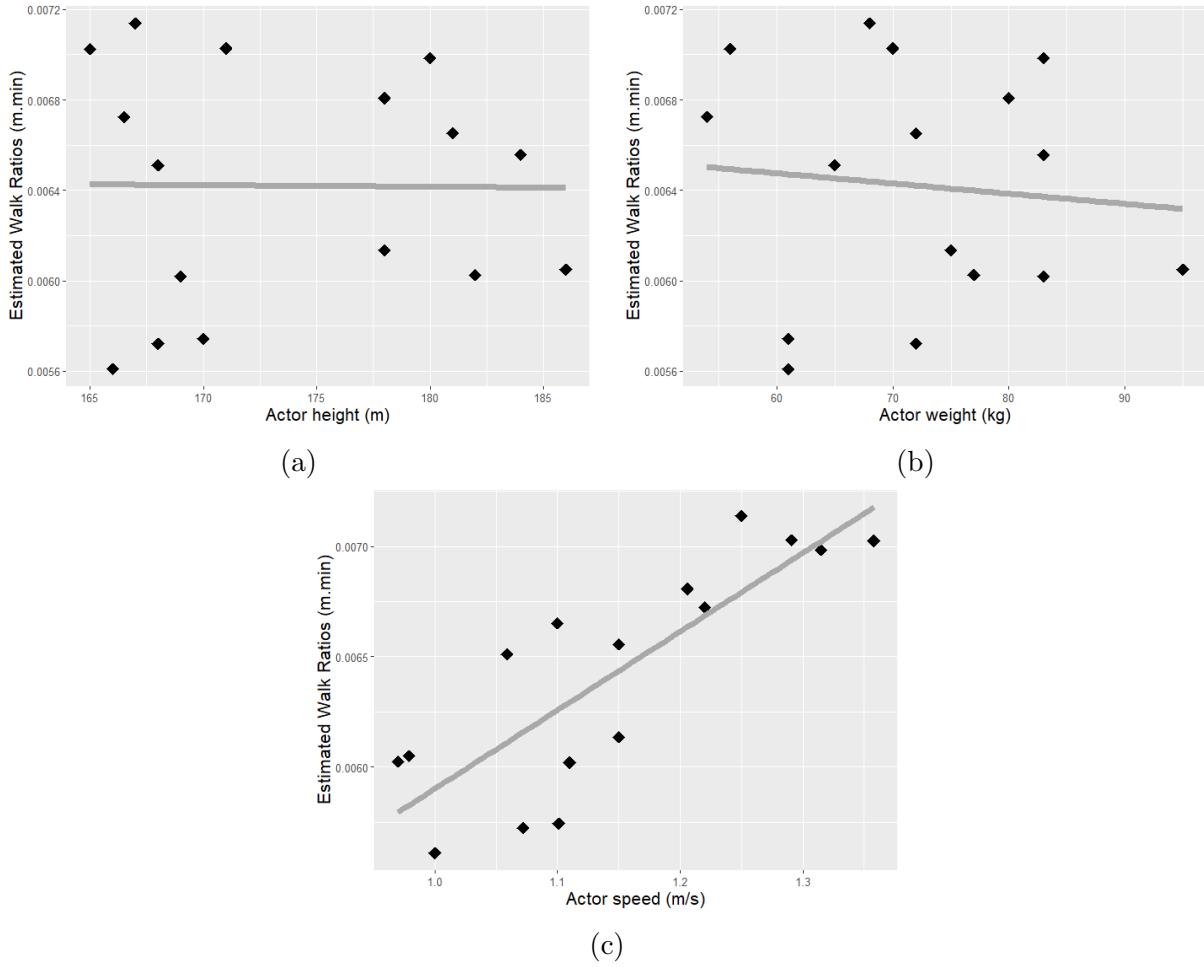 Estimated Walk Ratios (m.min)
0.0072
0.0068
0.0064
0.0060
0.0056
165 170 175 180 185
Actor height (m)
(a)
Estimated Walk Ratios (m.min)
0.0072
0.0068
0.0064
0.0060
0.0056
60 70 80 90
Actor weight (kg)
(b)
Estimated Walk Ratios (m.min)
0.0070
0.0065
0.0060
1.0 1.1 1.2 1.3
Actor speed (m/s)
(c)